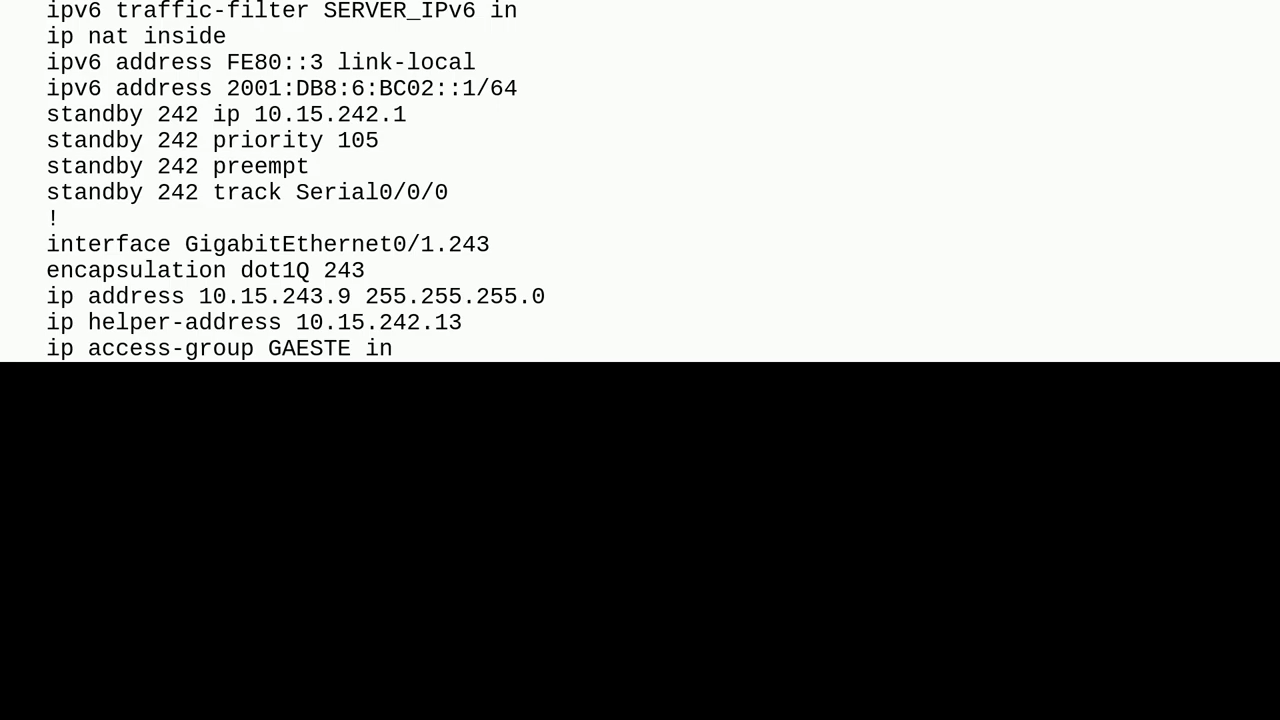 ipv6 traffic-filter SERVER_IPv6 in
ip nat inside
ipv6 address FE80::3 link-local
ipv6 address 2001:DB8:6:BC02::1/64
standby 242 ip 10.15.242.1
standby 242 priority 105
standby 242 preempt
standby 242 track Serial0/0/0
!
interface GigabitEthernet0/1.243
encapsulation dot1Q 243
ip address 10.15.243.9 255.255.255.0
ip helper-address 10.15.242.13
ip access-group GAESTE in